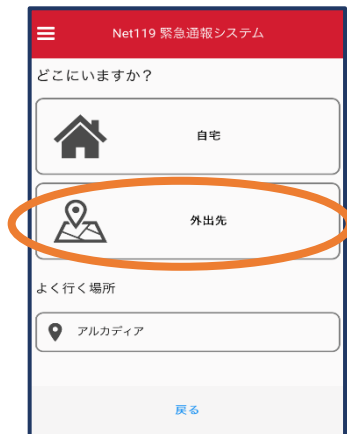 Net119 緊急通報システム
どこにいますか？
自宅
外出先
よく行く場所
アルカディア
戻る